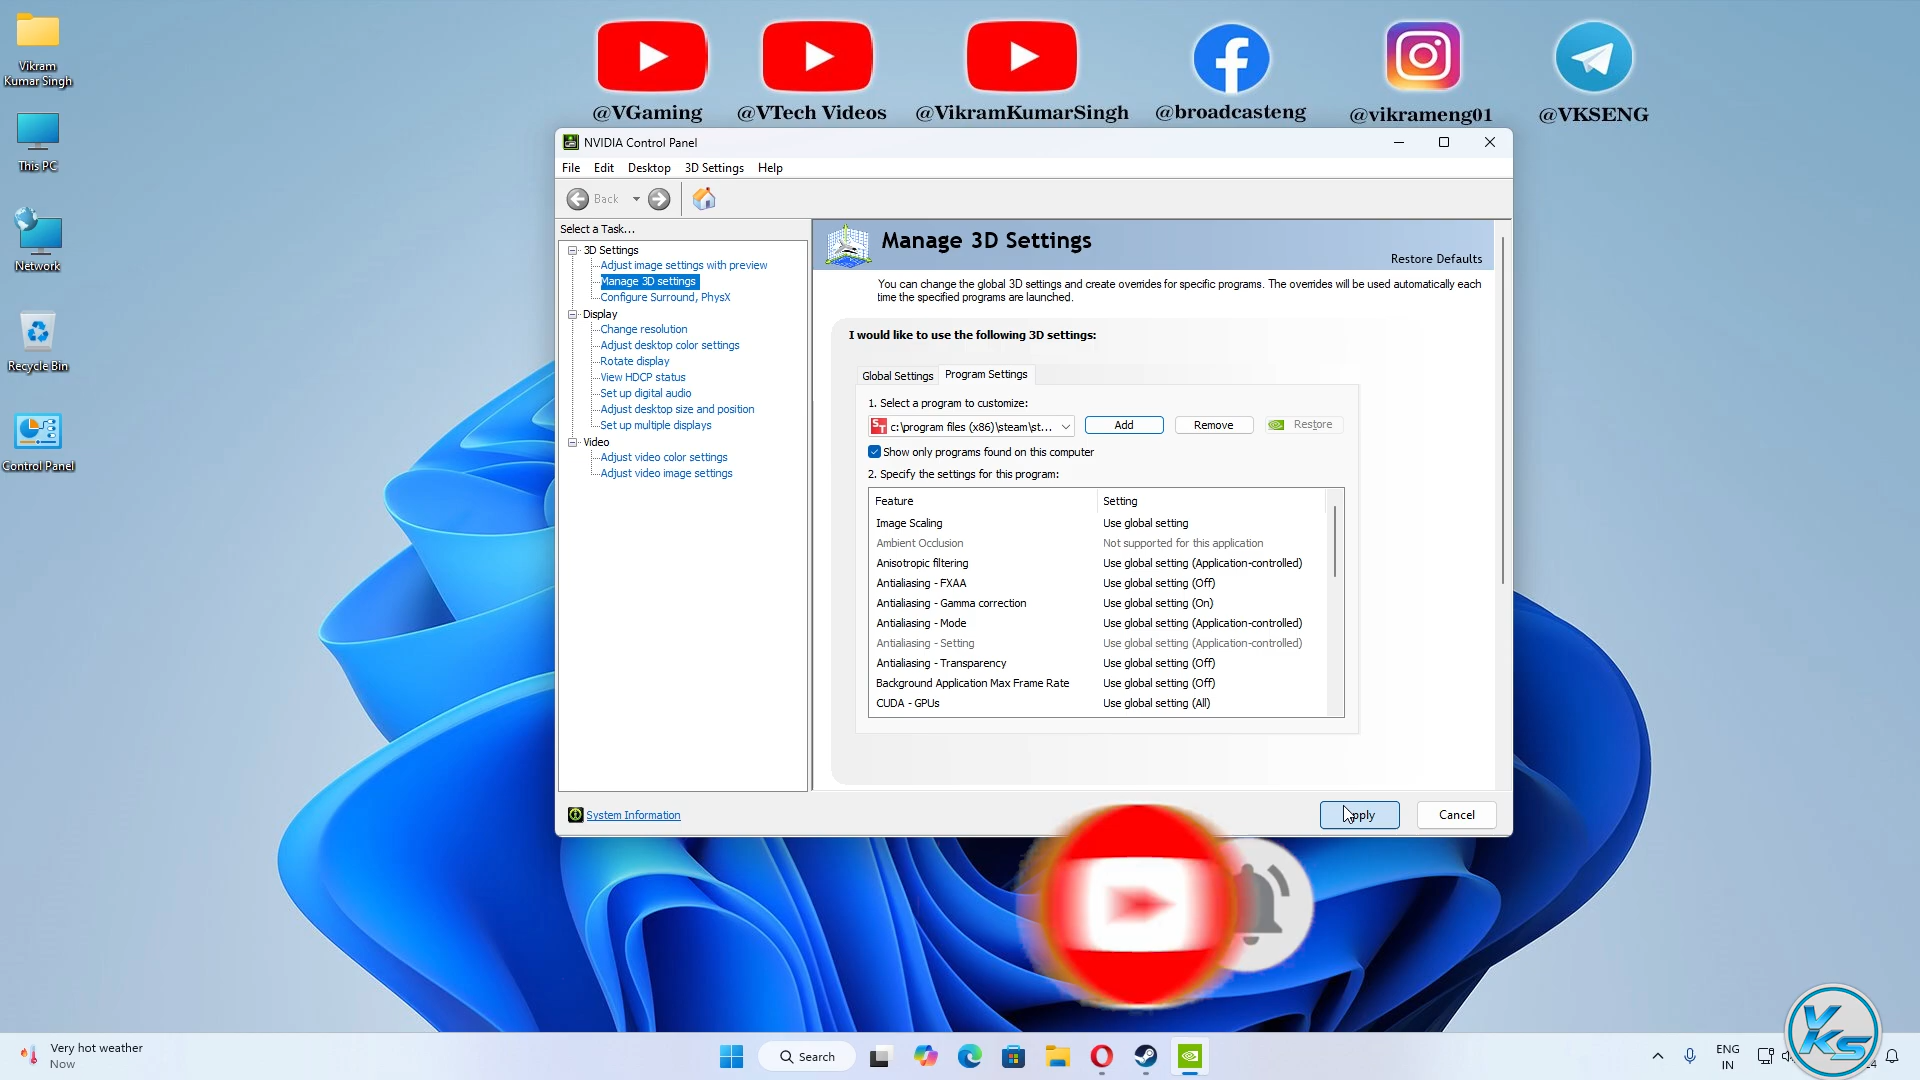 Vikram
Kumar Singh
This PC
Network
Recycle Bin
Control Panel
@VGaming
@VTech Videos
@VikramKumarSingh
@broadcasteng
@vikrameng01
@VKSENG
NVIDIA Control Panel
File Edit Desktop 3D Settings Help
Back
Select a Task...
3D Settings
Adjust image settings with preview
Manage 3D settings
Configure Surround, PhysX
Display
Change resolution
Adjust desktop color settings
Rotate display
View HDCP status
Set up digital audio
Adjust desktop size and position
Set up multiple displays
Video
Adjust video color settings
Adjust video image settings
System Information
Manage 3D Settings
Restore Defaults
You can change the global 3D settings and create overrides for specific programs. The overrides will be used automatically each
time the specified programs are launched.
I would like to use the following 3D settings:
Global Settings Program Settings
1. Select a program to customize:
ST c:\program files (x86)\steam\st... Add Remove Restore
Show only programs found on this computer
2. Specify the settings for this program:
Feature Setting
Image Scaling Use global setting
Ambient Occlusion Not supported for this application
Anisotropic filtering Use global setting (Application-controlled)
Antialiasing - FXAA Use global setting (Off)
Antialiasing - Gamma correction Use global setting (On)
Antialiasing - Mode Use global setting (Application-controlled)
Antialiasing - Setting Use global setting (Application-controlled)
Antialiasing - Transparency Use global setting (Off)
Background Application Max Frame Rate Use global setting (Off)
CUDA - GPUs Use global setting (All)
Cancel
Very hot weather
Now
Search
ENG
IN
VKS